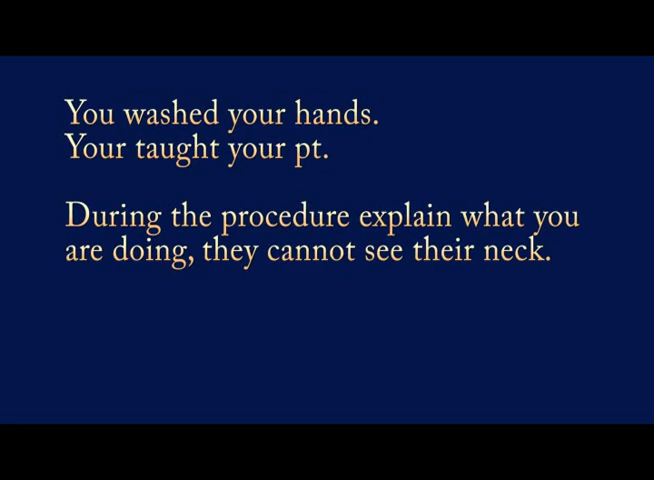 You washed your hands.
Your taught your pt.
During the procedure explain what you
are doing, they cannot see their neck.